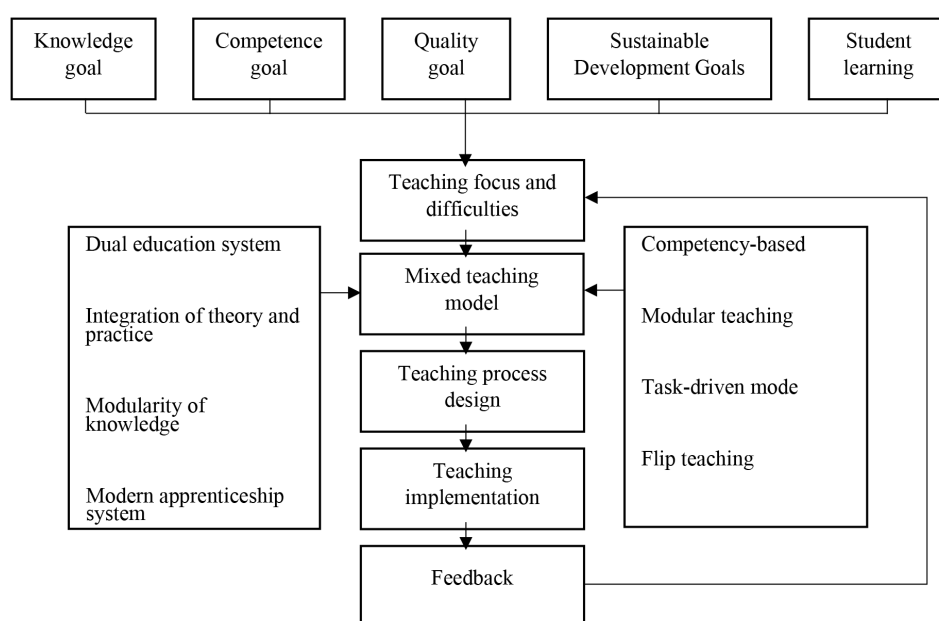 Knowledge
goal
Competence
goal
Quality
goal
Sustainable
Development Goals
Student
learning
Teaching focus and
difficulties
Dual education system
Integration of theory and
practice
Modularity of
knowledge
Modern apprenticeship
system
Mixed teaching
model
Competency-based
Modular teaching
Task-driven mode
Flip teaching
Teaching process
design
Teaching
implementation
Feedback